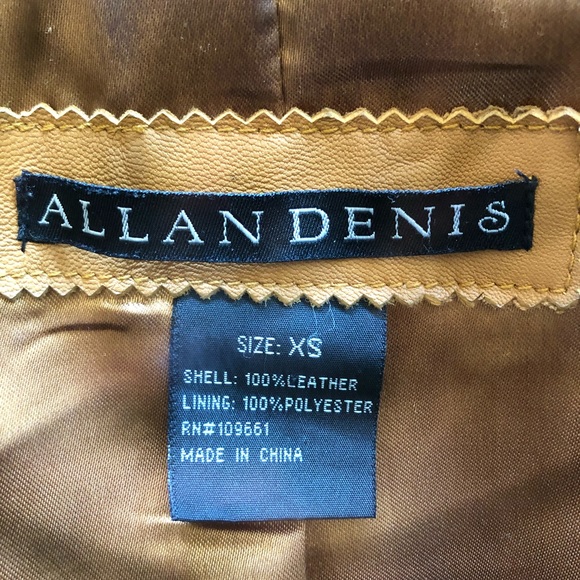 ALLAN DENIS
SIZE: XS
SHELL: 100%LEATHER
LINING: 100%POLYESTER
RN#109661
MADE IN CHINA